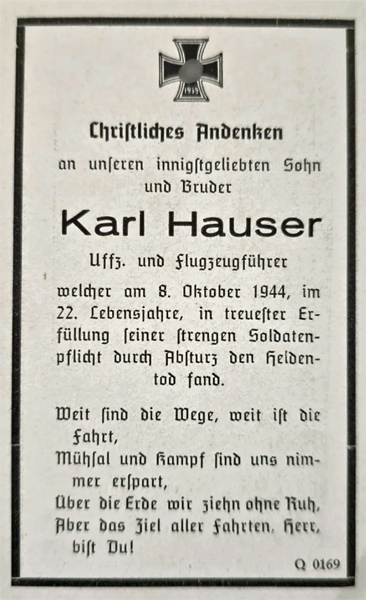 1939
Christliches Andenken
an unseren innigstgeliebten Sohn
und Bruder
Karl Hauser
Uffz. und Flugzeugführer
welcher am 8. Oktober 1944, im
22. Lebensjahre, in treuester Er-
füllung seiner strengen Soldaten-
pflicht durch Absturz den Helden-
tod fand.
Weit sind die Wege, weit ist die
Fahrt,
Mühsal und Kampf sind uns nim-
mer erspart,
Über die Erde wir ziehn ohne Ruh,
Aber das Ziel aller Fahrten, Herr,
bist Du!
Q 0169